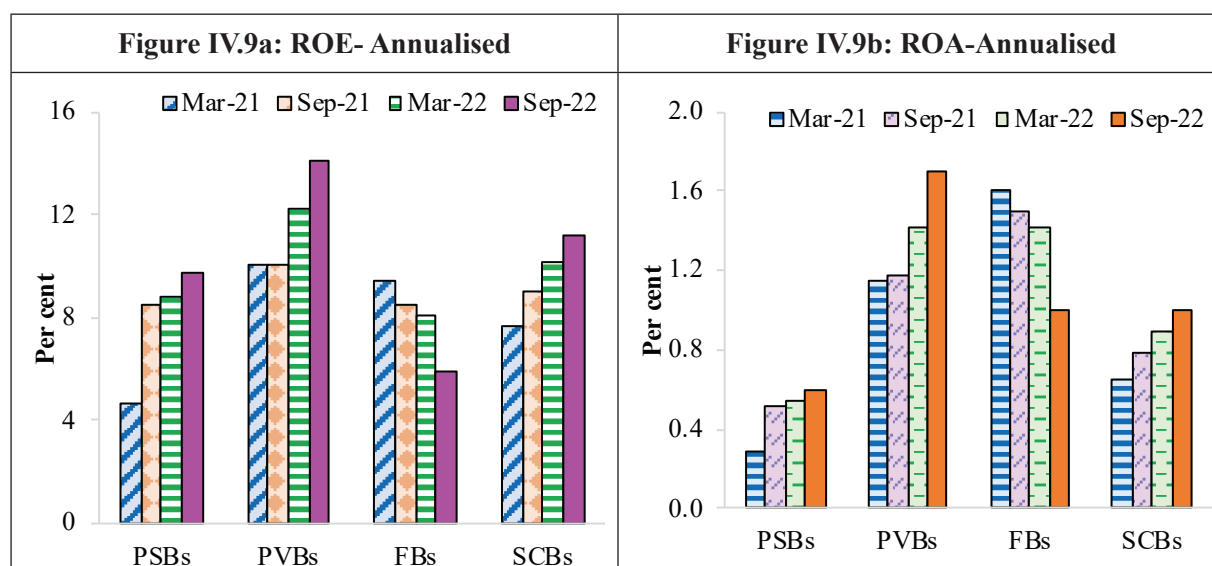 Figure IV.9a: ROE- Annualised
Mar-21 Sep-21 Mar-22 Sep-22
16
12
8
4
0
Per cent
PSBs PVBs FBs SCBs
Figure IV.9b: ROA-Annualised
2.0
Mar-21 Sep-21 Mar-22 Sep-22
1.6
1.2
0.8
0.4
0.0
Per cent
PSBs PVBs FBs SCBs